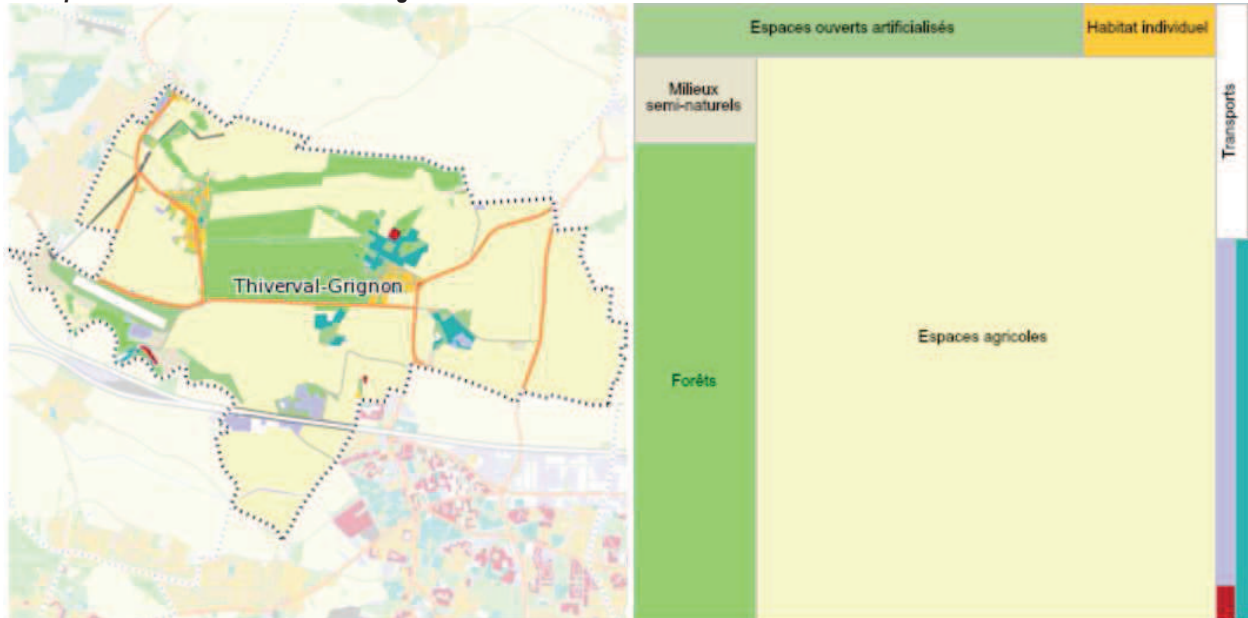 Espaces ouverts artificialisés
Habitat individuel
Milieux
semi-naturels
Transports
Thiverval-Grignon
Espaces agricoles
Forêts